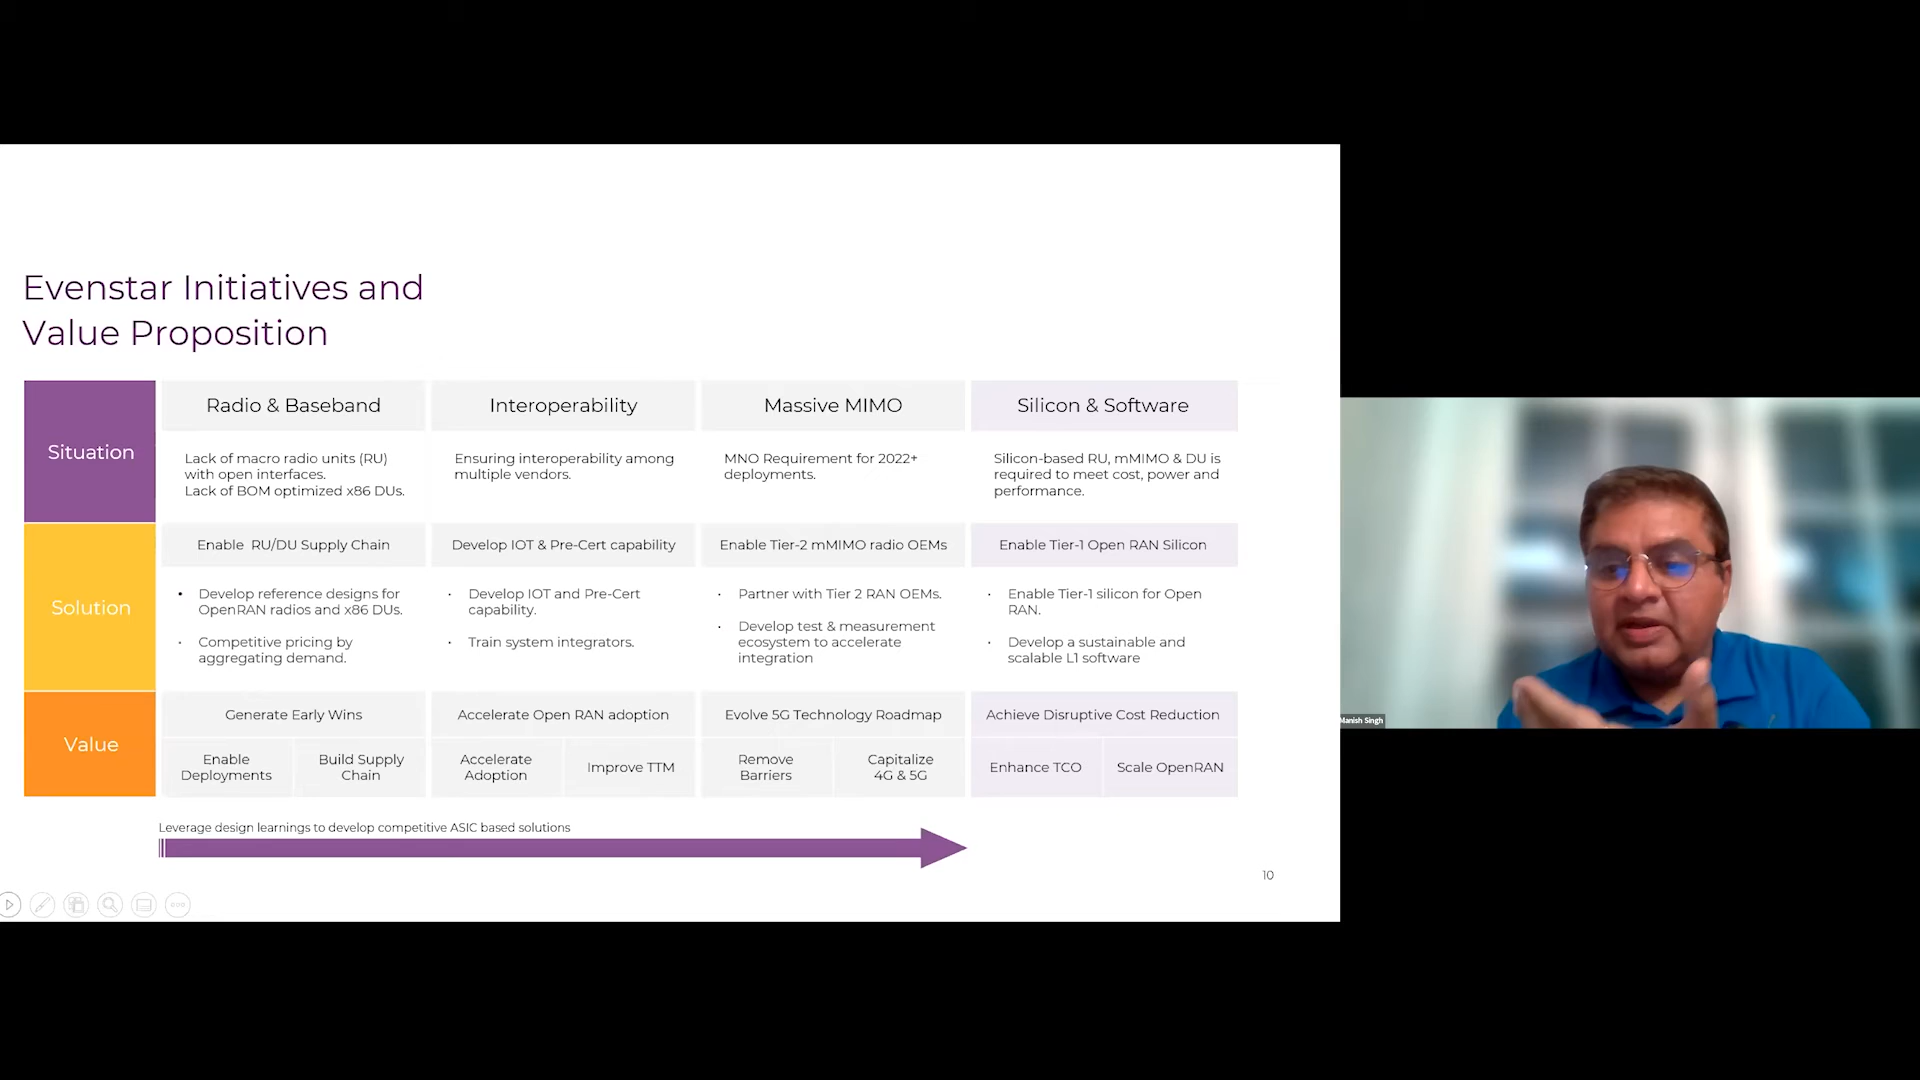 Evenstar Initiatives and
Value Proposition
Situation
Radio & Baseband
Interoperability
Massive MIMO
Silicon & Software
Lack of macro radio units (RU)
with open interfaces.
Lack of BOM optimized x86 DUs.
Ensuring interoperability among
multiple vendors.
MNO Requirement for 2022+
deployments.
Silicon-based RU, mMIMO & DU is
required to meet cost, power and
performance.
Solution
Enable RU/DU Supply Chain
Develop IOT & Pre-Cert capability
Enable Tier-2 mMIMO radio OEMs
Enable Tier-1 Open RAN Silicon
• Develop reference designs for
OpenRAN radios and x86 DUs.
• Competitive pricing by
aggregating demand.
• Develop IOT and Pre-Cert
capability.
• Train system integrators.
• Partner with Tier 2 RAN OEMs.
• Develop test & measurement
ecosystem to accelerate
integration
• Enable Tier-1 silicon for Open
RAN.
• Develop a sustainable and
scalable L1 software
Value
Generate Early Wins
Accelerate Open RAN adoption
Evolve 5G Technology Roadmap
Achieve Disruptive Cost Reduction
Enable
Deployments
Build Supply
Chain
Accelerate
Adoption
Improve TTM
Remove
Barriers
Capitalize
4G & 5G
Enhance TCO
Scale OpenRAN
Leverage design learnings to develop competitive ASIC based solutions
10
Manish Singh